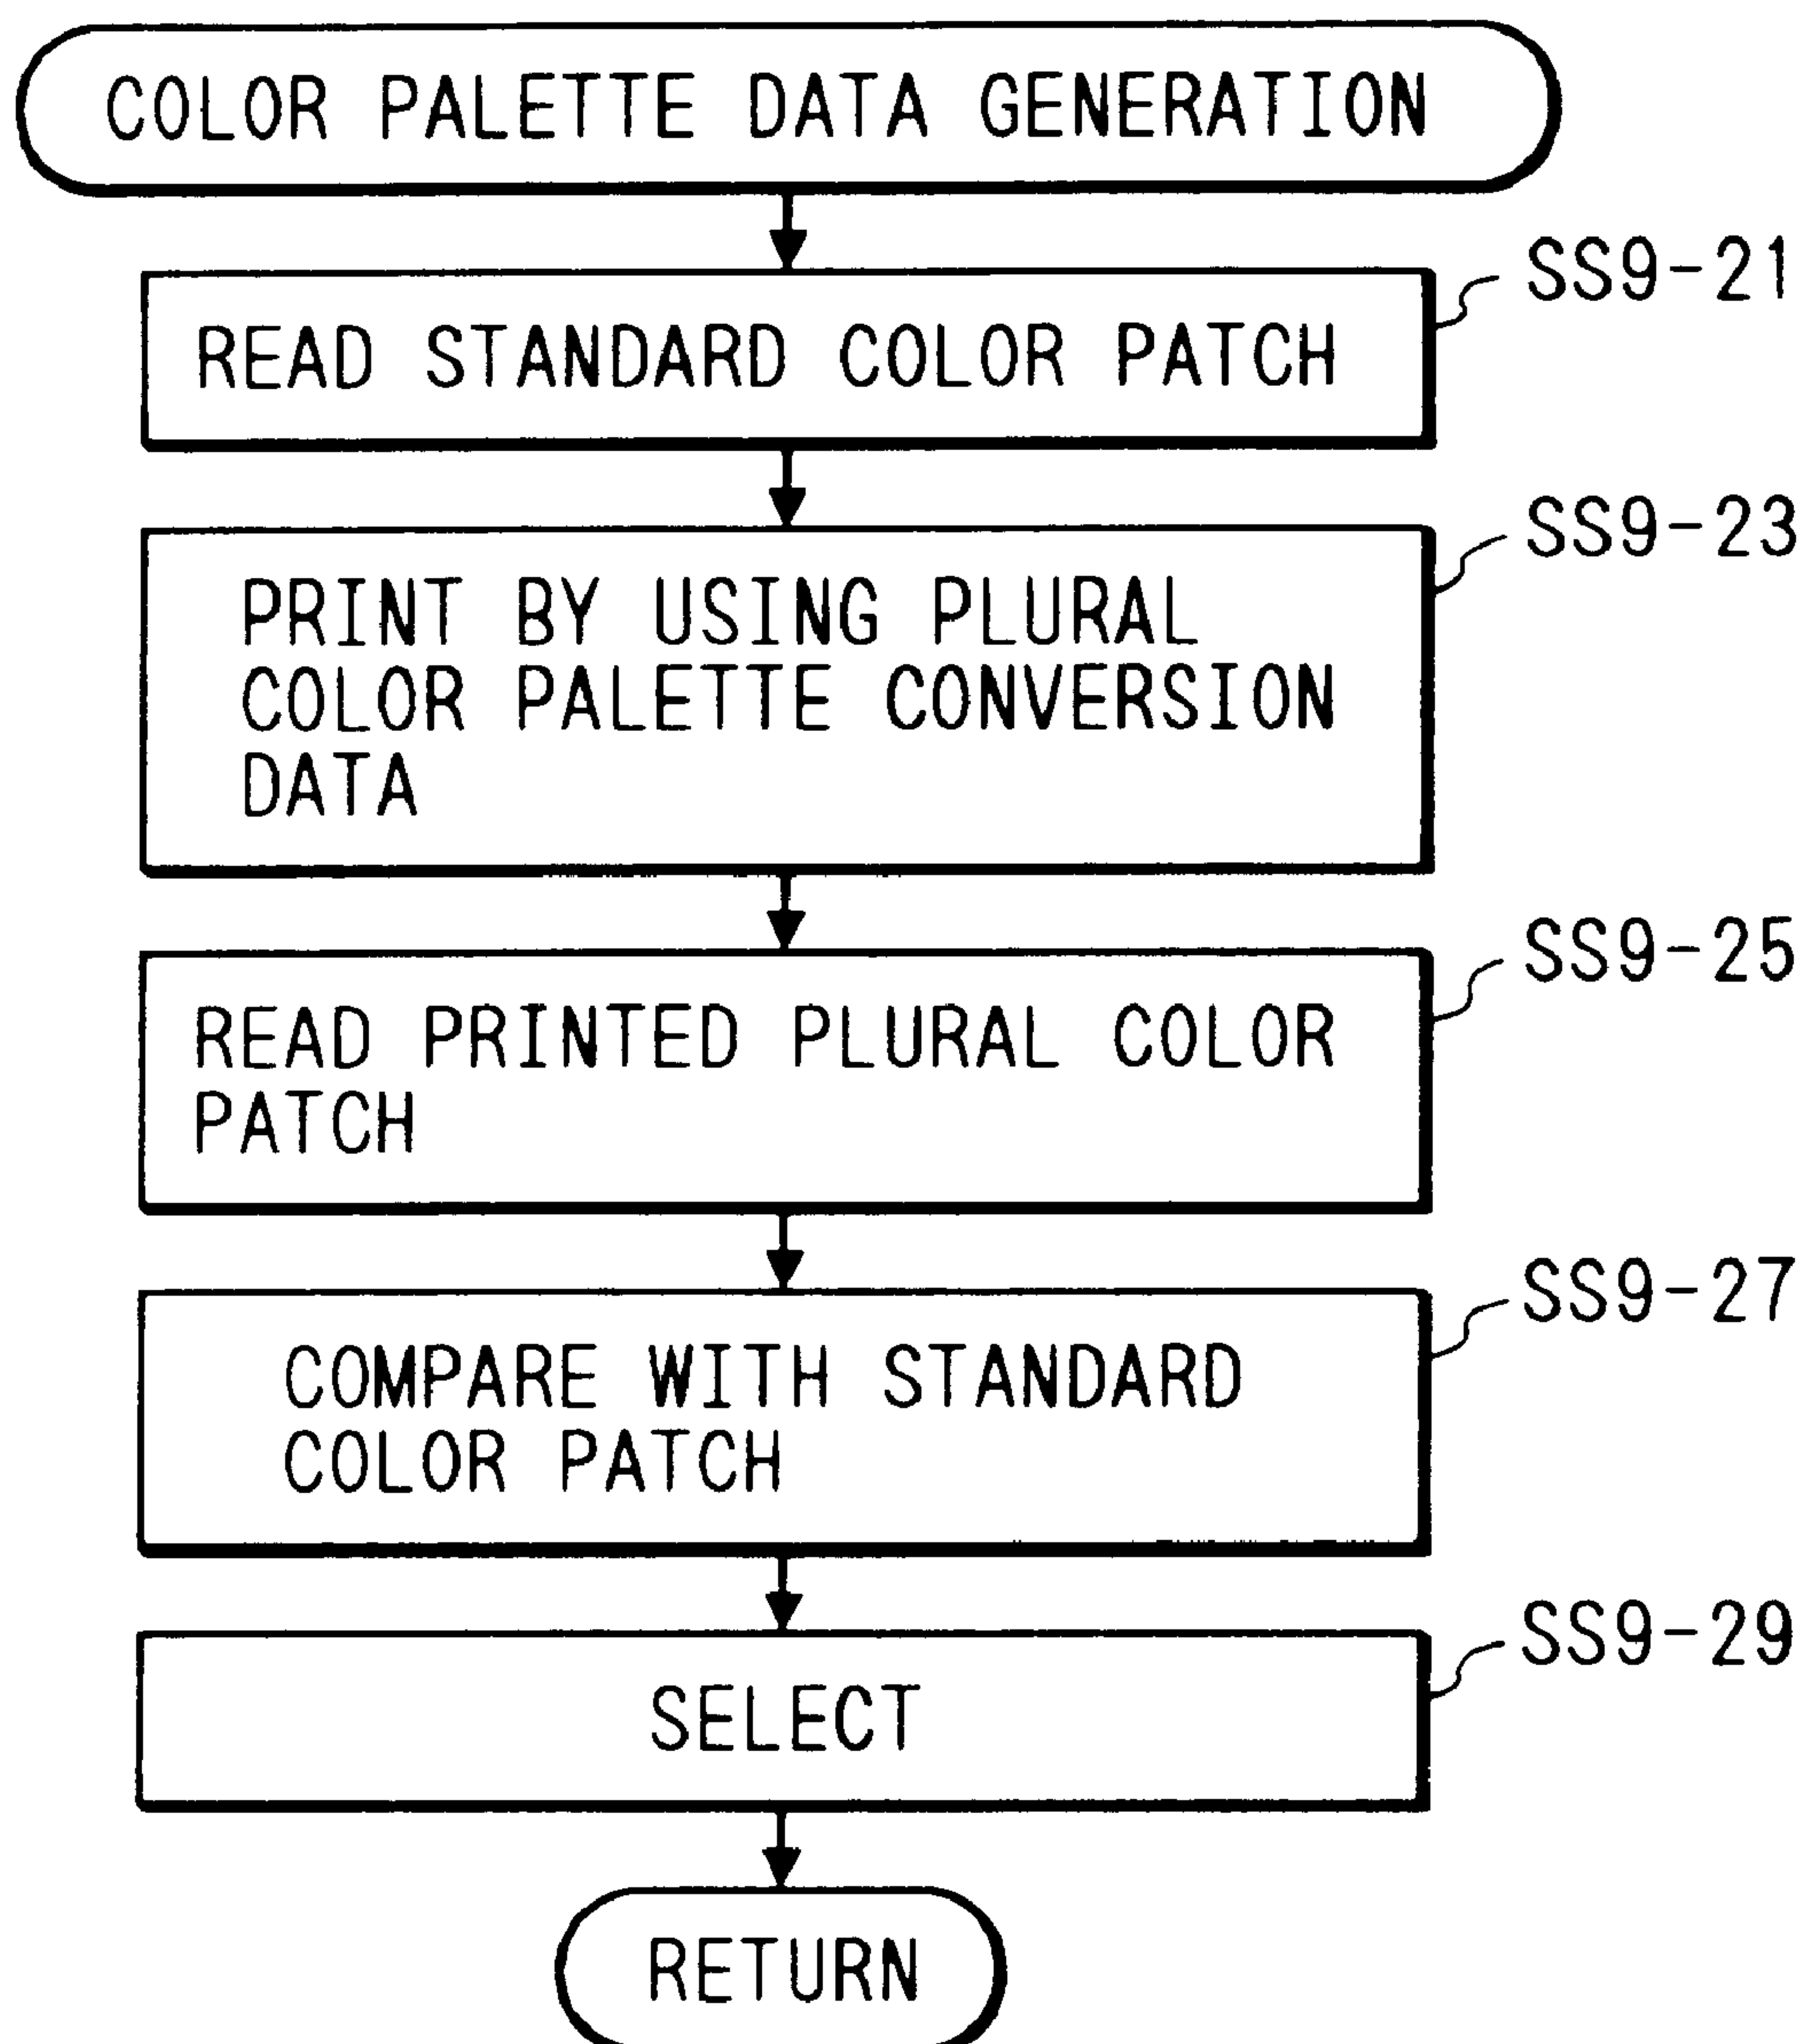 COLOR PALETTE DATA GENERATION
SS9-21
READ STANDARD COLOR PATCH
SS9-23
PRINT BY USING PLURAL
COLOR PALETTE CONVERSION
DATA
SS9-25
READ PRINTED PLURAL COLOR
PATCH
SS9-27
COMPARE WITH STANDARD
COLOR PATCH
SS9-29
SELECT
RETURN